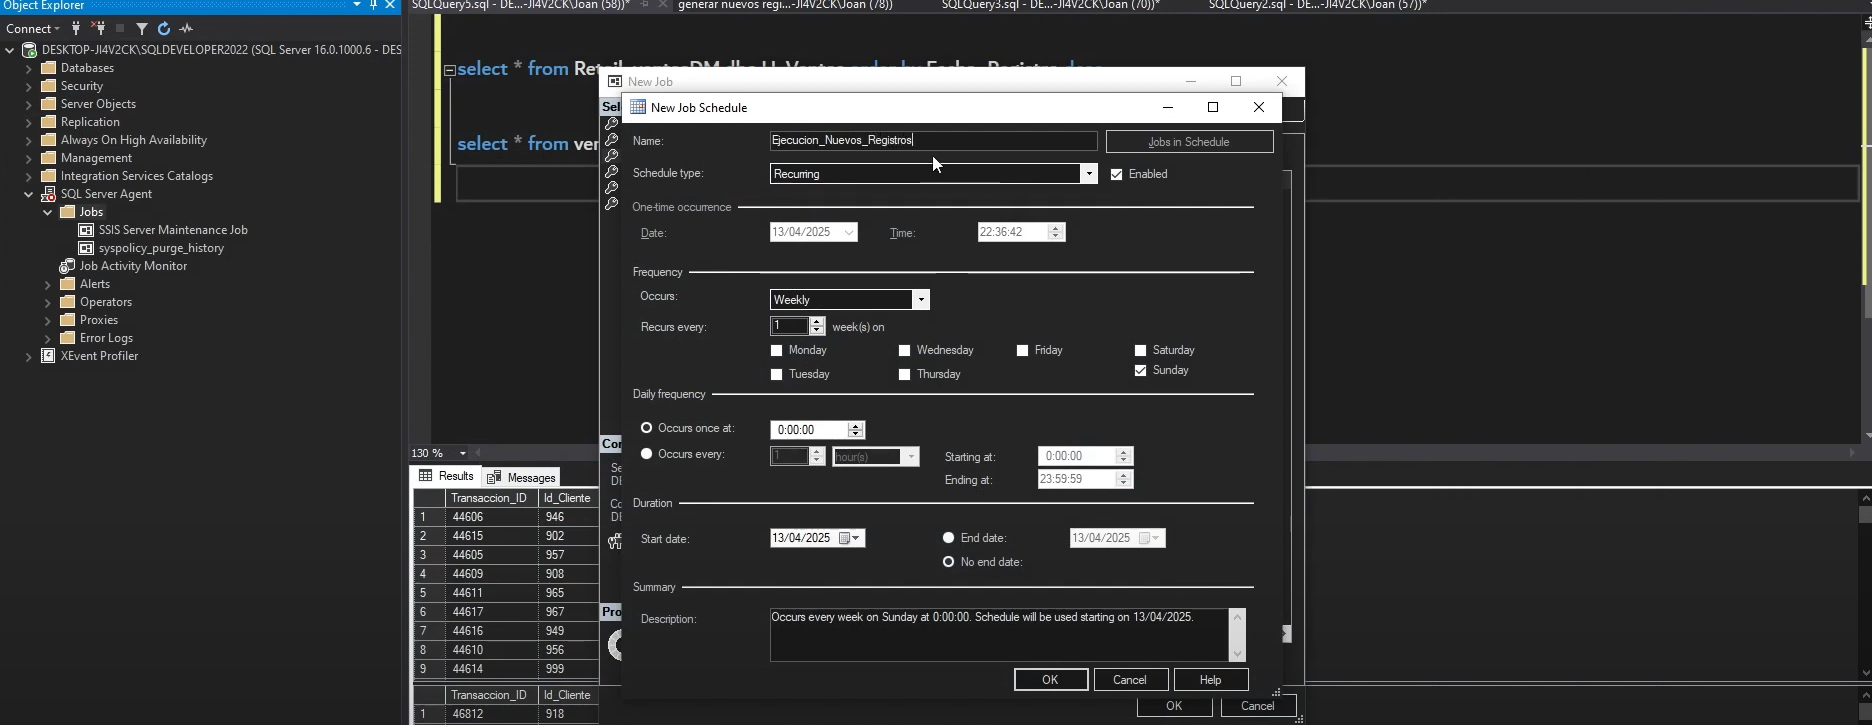 Object Explorer
SQLQuery5.sql - DE...-JI4V2CK\Joan (58))*
generar nuevos regi...-JI4V2CK\Joan (78))
SQLQuery3.sql - DE...-JI4V2CK\Joan (70))*
SQLQuery2.sql - DE...-JI4V2CK\Joan (57))*
Connect
DESKTOP-JI4V2CK\SQLDEVELOPER2022 (SQL Server 16.0.1000.6 - DES
Databases
Security
Server Objects
Replication
Always On High Availability
Management
Integration Services Catalogs
SQL Server Agent
Jobs
SSIS Server Maintenance Job
syspolicy_purge_history
Job Activity Monitor
Alerts
Operators
Proxies
Error Logs
XEvent Profiler
select * from
select * from ven
130 %
Results
Messages
Transaccion_ID Id_Cliente
1 44606 946
2 44615 902
3 44605 957
4 44609 908
5 44611 965
6 44617 967
7 44616 949
8 44610 956
9 44614 999
Transaccion_ID Id_Cliente
1 46812 918
New Job
Sel
Con
Se
DE
Co
DE
Pro
OK
Cancel
New Job Schedule
Name:
Ejecucion_Nuevos_Registros
Jobs in Schedule
Schedule type:
Recurring
Enabled
One-time occurrence
Date:
13/04/2025
Time:
22:36:42
Frequency
Occurs:
Weekly
Recurs every:
1
week(s) on
Monday
Wednesday
Friday
Saturday
Tuesday
Thursday
Sunday
Daily frequency
Occurs once at:
0:00:00
Occurs every:
1
hour(s)
Starting at:
0:00:00
Ending at:
23:59:59
Duration
Start date:
13/04/2025
End date:
13/04/2025
No end date:
Summary
Description:
Occurs every week on Sunday at 0:00:00. Schedule will be used starting on 13/04/2025.
OK
Cancel
Help